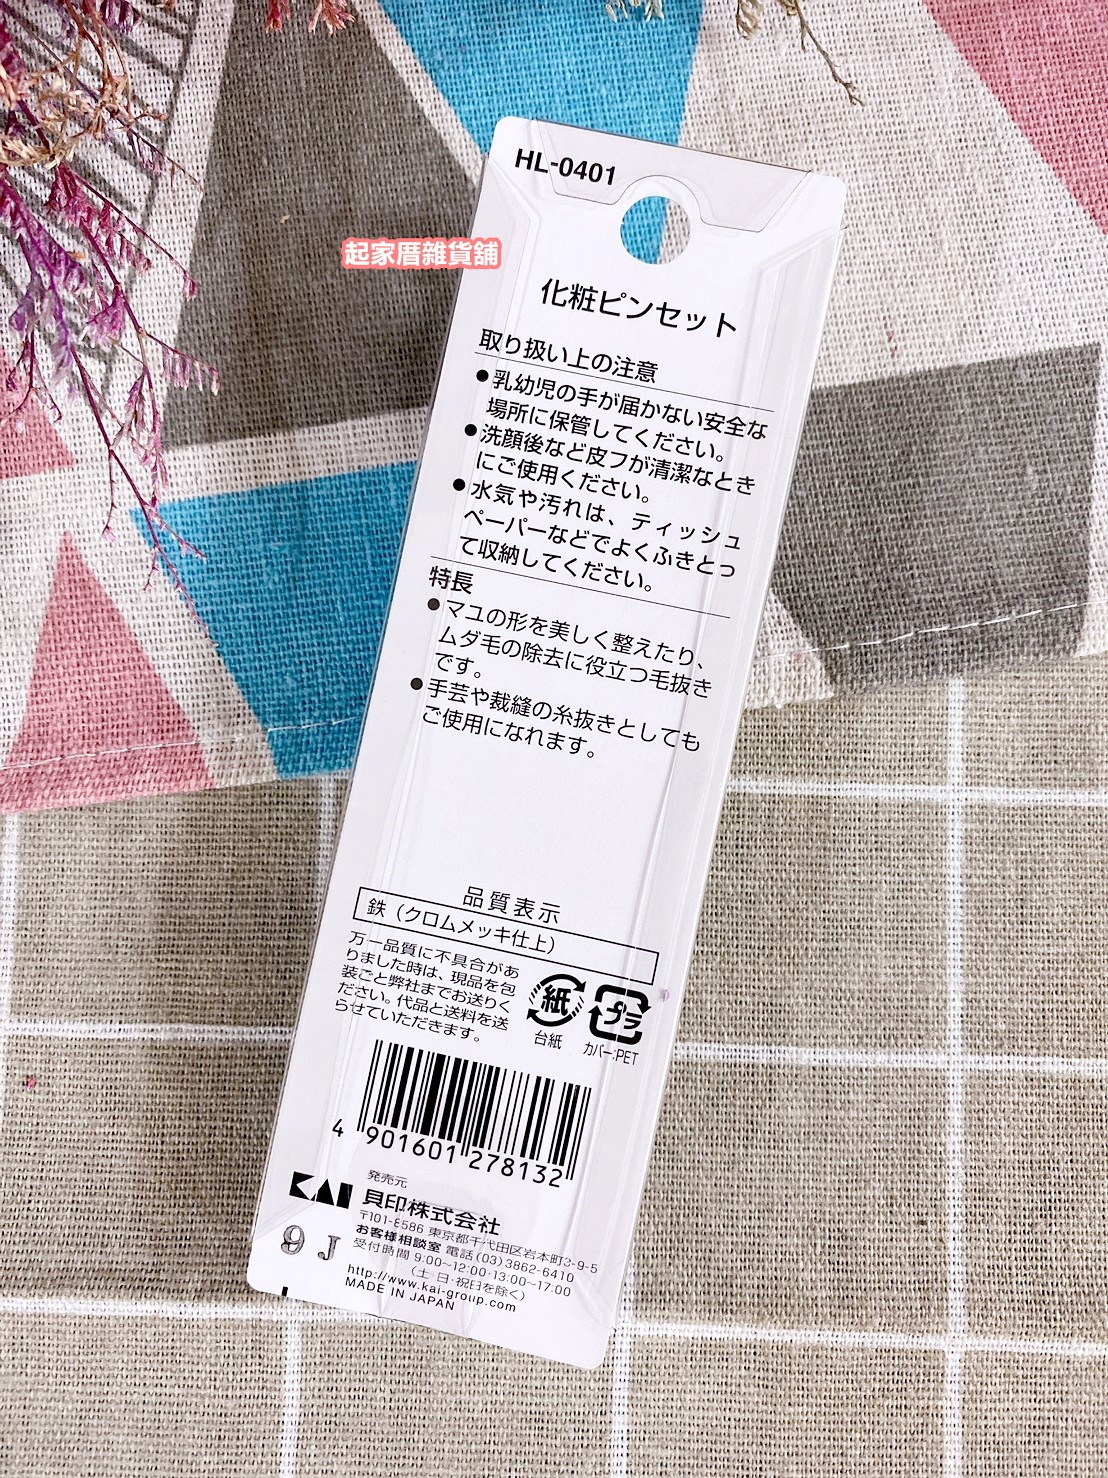 HL-0401
起家厝雜貨舖
化粧ピンセット
取り扱い上の注意
●乳幼児の手が届かない安全な
場所に保管してください。
●洗顔後など皮フが清潔なとき
にご使用ください。
●水気や汚れは、ティッシュ
ペーパーなどでよくふきとっ
て収納してください。
特長
●マユの形を美しく整えたり、
ムダ毛の除去に役立つ毛抜き
です。
●手芸や裁縫の糸抜きとしても
ご使用になれます。
品質表示
鉄（クロムメッキ仕上）
万一品質に不具合があ
りました時は、現品を包
装ごと弊社までお送りく
ださい。代品と送料を送
らせていただきます。
紙
プラ
台紙
カバー:PET
4 901601 278132
KAI
発売元
貝印株式会社
〒101-8586 東京都千代田区岩本町3-9-5
お客様相談室 電話(03)3862-6410
受付時間 9:00~12:00・13:00~17:00
（土・日・祝日を除く）
http://www.kai-group.com
MADE IN JAPAN
9 J